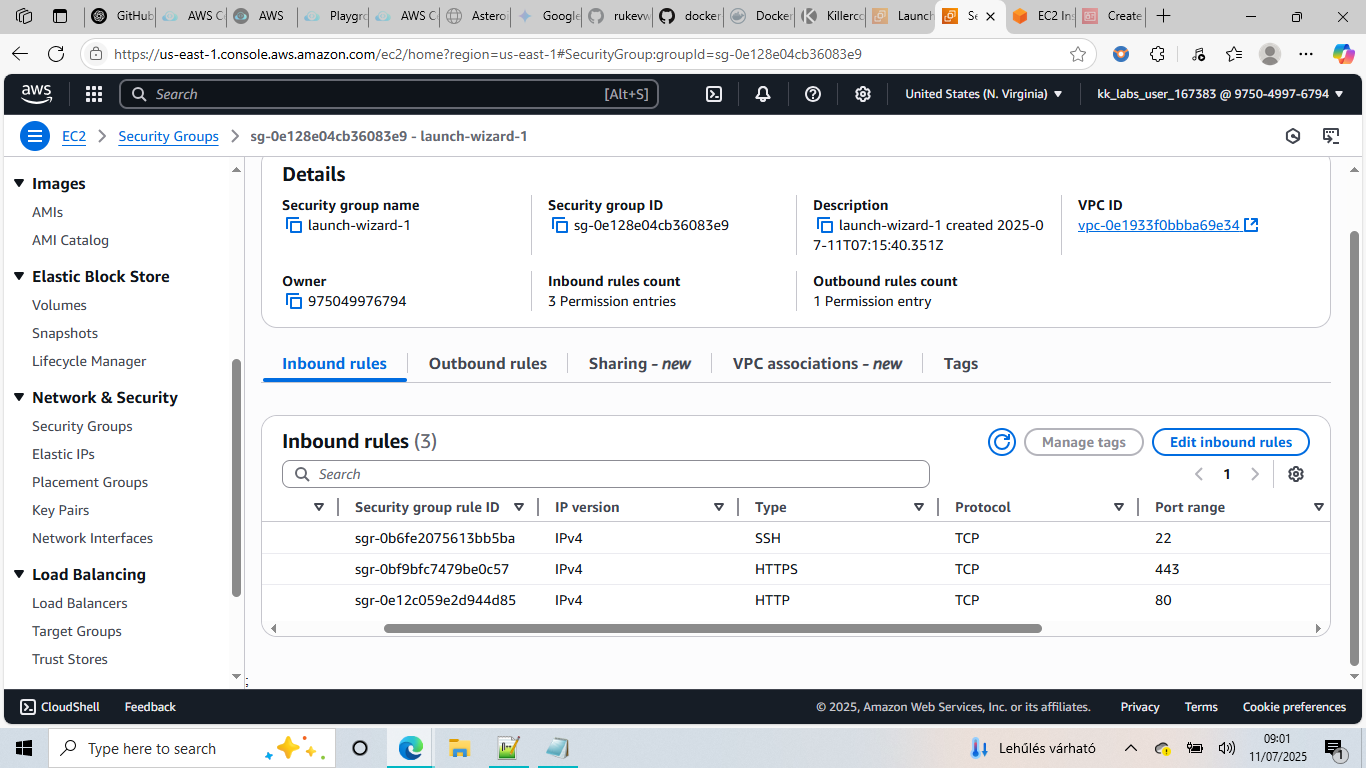 GitHub
AWS Co
AWS
Playgro
AWS Co
Asteroi
Google
rukevw
docker
Docker
Killerco
Launch
Se
EC2 Ins
Create
https://us-east-1.console.aws.amazon.com/ec2/home?region=us-east-1#SecurityGroup:groupId=sg-0e128e04cb36083e9
aws
Search
[Alt+S]
United States (N. Virginia)
kk_labs_user_167383 @ 9750-4997-6794
EC2
Security Groups
sg-0e128e04cb36083e9 - launch-wizard-1
Images
AMIs
AMI Catalog
Elastic Block Store
Volumes
Snapshots
Lifecycle Manager
Network & Security
Security Groups
Elastic IPs
Placement Groups
Key Pairs
Network Interfaces
Load Balancing
Load Balancers
Target Groups
Trust Stores
Details
Security group name
launch-wizard-1
Security group ID
sg-0e128e04cb36083e9
Description
launch-wizard-1 created 2025-0
7-11T07:15:40.351Z
VPC ID
vpc-0e1933f0bbba69e34
Owner
975049976794
Inbound rules count
3 Permission entries
Outbound rules count
1 Permission entry
Inbound rules
Outbound rules
Sharing - new
VPC associations - new
Tags
Inbound rules (3)
Manage tags
Edit inbound rules
Search
1
Security group rule ID
IP version
Type
Protocol
Port range
sgr-0b6fe2075613bb5ba IPv4 SSH TCP 22
sgr-0bf9bfc7479be0c57 IPv4 HTTPS TCP 443
sgr-0e12c059e2d944d85 IPv4 HTTP TCP 80
CloudShell
Feedback
© 2025, Amazon Web Services, Inc. or its affiliates.
Privacy
Terms
Cookie preferences
Type here to search
Lehűlés várható
09:01
11/07/2025
1